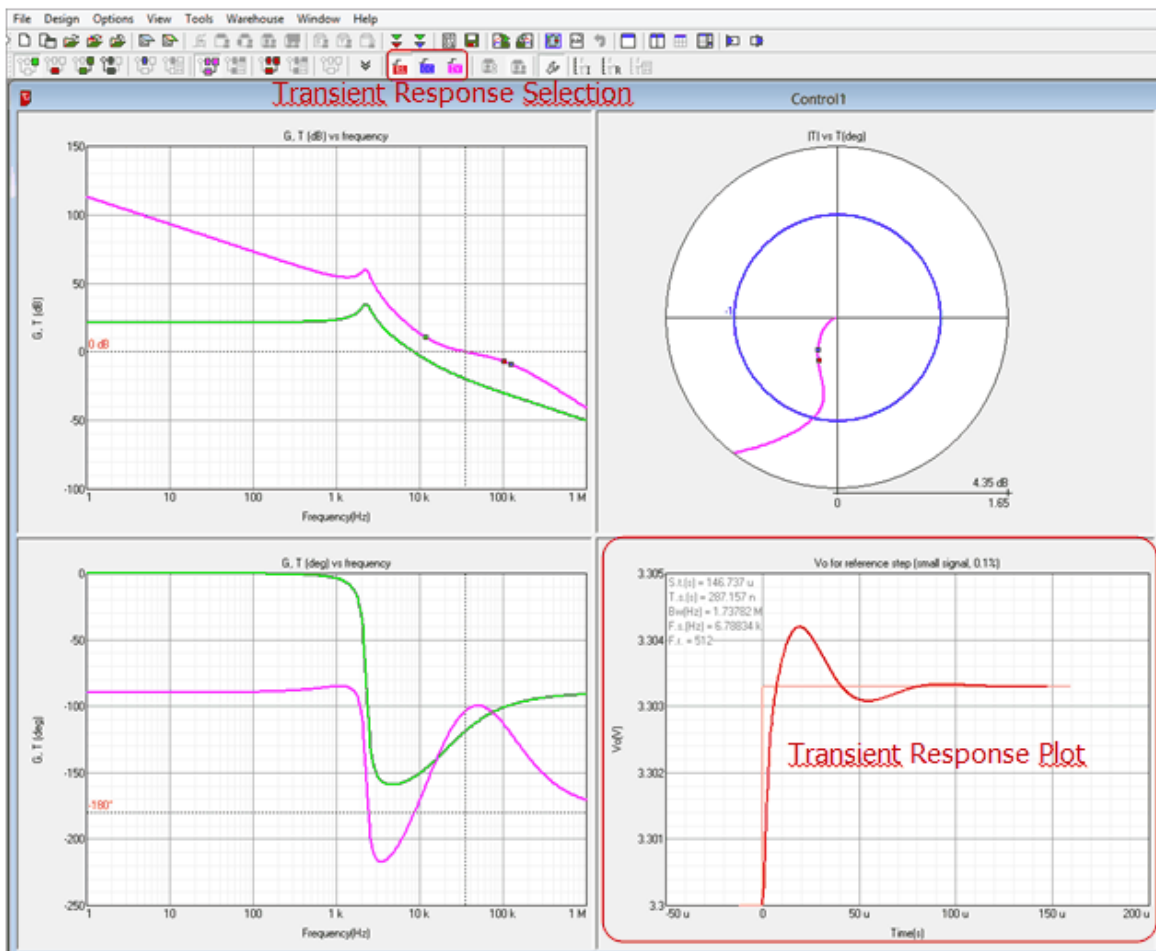 File Design Options View Tools Warehouse Window Help
Transient Response Selection
Control1
G, T (dB) vs frequency
150
100
50
0 dB
0
-50
-100
G, T (dB)
1 10 100 1 k 10 k 100 k 1 M
Frequency(Hz)
|T| vs T(deg)
-1
4.35 dB
0 1.65
G, T (deg) vs frequency
0
-50
-100
-150
-180°
-200
-250
G, T (deg)
1 10 100 1 k 10 k 100 k 1 M
Frequency(Hz)
Vo for reference step (small signal, 0.1%)
3.305
S.t.(s) = 146.737 u
T.s.(s) = 287.157 n
Bw(Hz) = 1.73782 M
F.s.(Hz) = 6.78834 k
F.r. = 512
3.304
3.303
3.302
3.301
3.3
Vo(V)
Transient Response Plot
-50 u 0 50 u 100 u 150 u 200 u
Time(s)